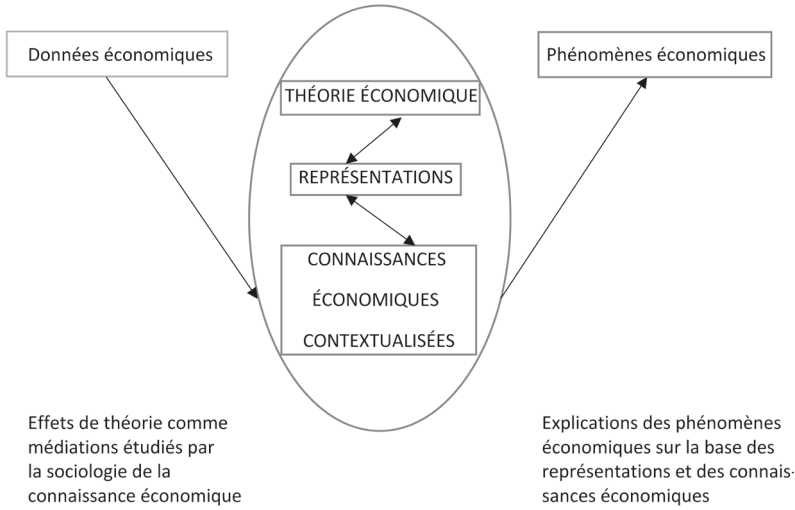 Données économiques
Phénomènes économiques
THÉORIE ÉCONOMIQUE
REPRÉSENTATIONS
CONNAISSANCES
ÉCONOMIQUES
CONTEXTUALISÉES
Effets de théorie comme
médiations étudiés par
la sociologie de la
connaissance économique
Explications des phénomènes
économiques sur la base des
représentations et des connais-
sances économiques